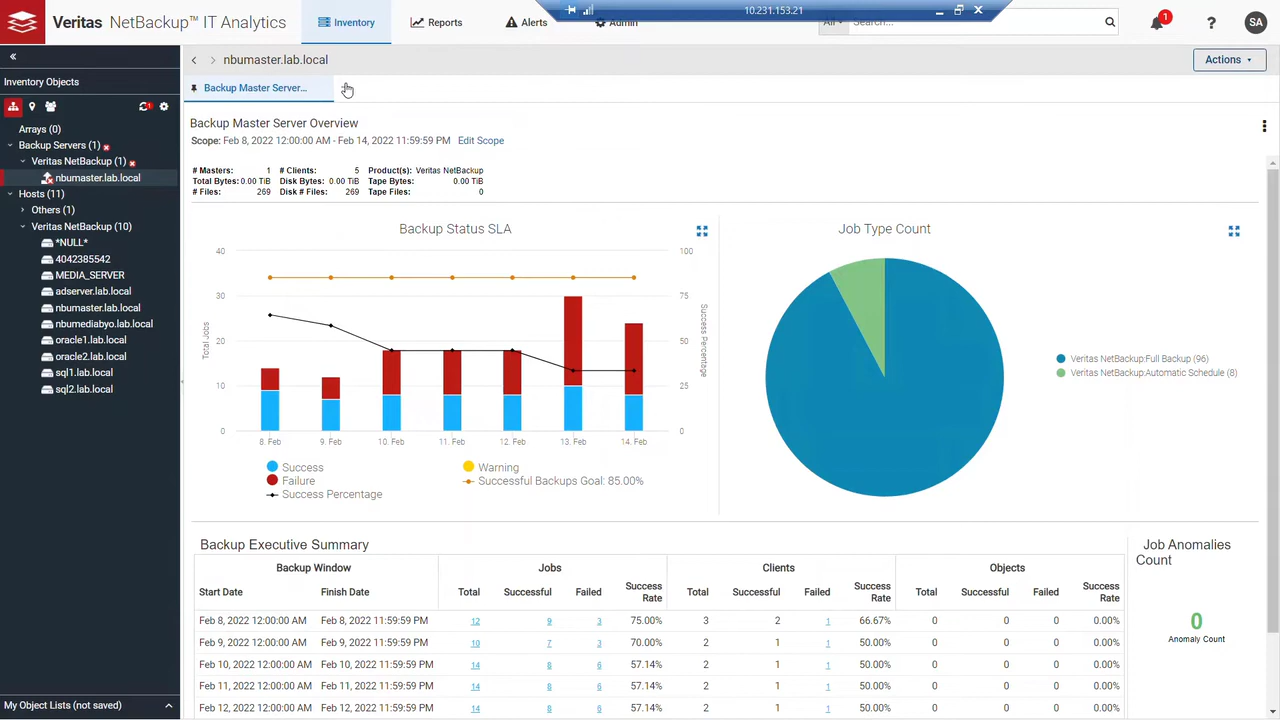 Veritas NetBackup™ IT Analytics
Inventory
Reports
Alerts
Admin
10.231.153.21
All
Search...
1
?
SA
«
Inventory Objects
nbumaster.lab.local
Actions
Backup Master Server...
Arrays (0)
Backup Servers (1)
Veritas NetBackup (1)
nbumaster.lab.local
Hosts (11)
Others (1)
Veritas NetBackup (10)
*NULL*
4042385542
MEDIA_SERVER
adserver.lab.local
nbumaster.lab.local
nbumediabyo.lab.local
oracle1.lab.local
oracle2.lab.local
sql1.lab.local
sql2.lab.local
My Object Lists (not saved)
Backup Master Server Overview
Scope: Feb 8, 2022 12:00:00 AM - Feb 14, 2022 11:59:59 PM Edit Scope
# Masters: 1 # Clients: 5 Product(s): Veritas NetBackup
Total Bytes: 0.00 TiB Disk Bytes: 0.00 TiB Tape Bytes: 0.00 TiB
# Files: 269 Disk # Files: 269 Tape Files: 0
Backup Status SLA
40
30
20
10
0
Total Jobs
100
75
50
25
0
Success Percentage
8. Feb 9. Feb 10. Feb 11. Feb 12. Feb 13. Feb 14. Feb
Success
Warning
Failure
Successful Backups Goal: 85.00%
Success Percentage
Job Type Count
Veritas NetBackup:Full Backup (96)
Veritas NetBackup:Automatic Schedule (8)
Backup Executive Summary
Backup Window Jobs Clients Objects
Start Date Finish Date Total Successful Failed Success Rate Total Successful Failed Success Rate Total Successful Failed Success Rate
Feb 8, 2022 12:00:00 AM Feb 8, 2022 11:59:59 PM 12 9 3 75.00% 3 2 1 66.67% 0 0 0 0.00%
Feb 9, 2022 12:00:00 AM Feb 9, 2022 11:59:59 PM 10 7 3 70.00% 2 1 1 50.00% 0 0 0 0.00%
Feb 10, 2022 12:00:00 AM Feb 10, 2022 11:59:59 PM 14 8 6 57.14% 2 1 1 50.00% 0 0 0 0.00%
Feb 11, 2022 12:00:00 AM Feb 11, 2022 11:59:59 PM 14 8 6 57.14% 2 1 1 50.00% 0 0 0 0.00%
Feb 12, 2022 12:00:00 AM Feb 12, 2022 11:59:59 PM 14 8 6 57.14% 2 1 1 50.00% 0 0 0 0.00%
Job Anomalies
Count
0
Anomaly Count